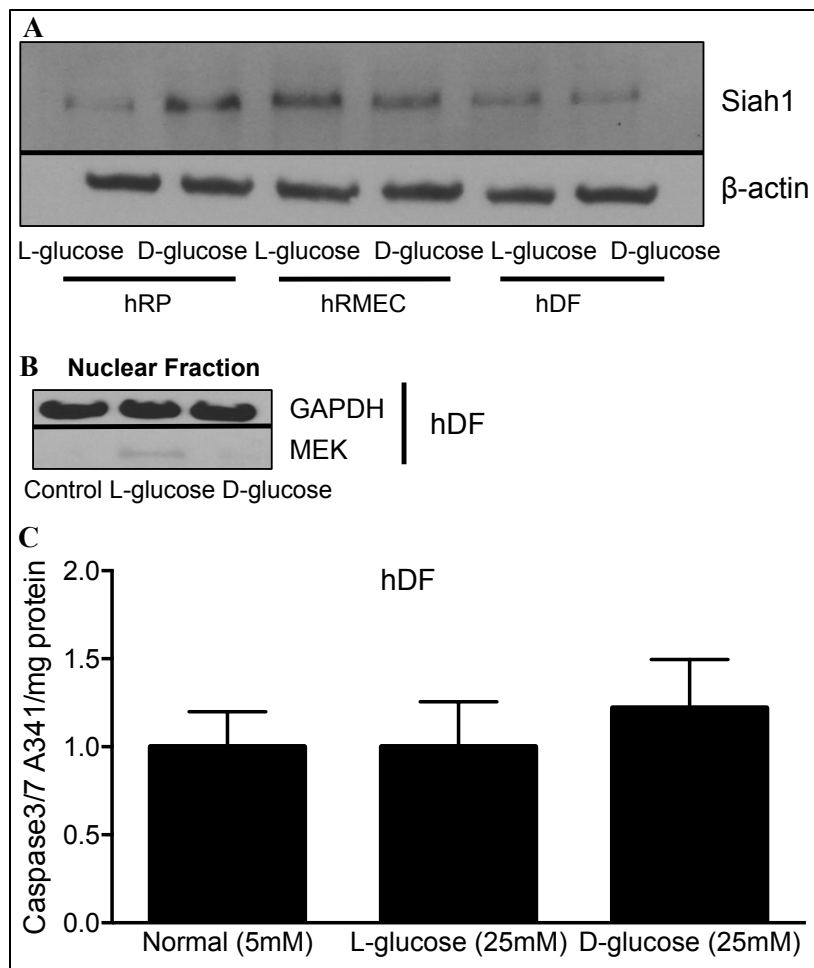 A
Siah1
β-actin
L-glucose D-glucose L-glucose D-glucose L-glucose D-glucose
hRP hRMEC hDF
B Nuclear Fraction
GAPDH
MEK
hDF
Control L-glucose D-glucose
C
hDF
Caspase3/7 A341/mg protein
2.0
1.5
1.0
0.5
0.0
Normal (5mM) L-glucose (25mM) D-glucose (25mM)